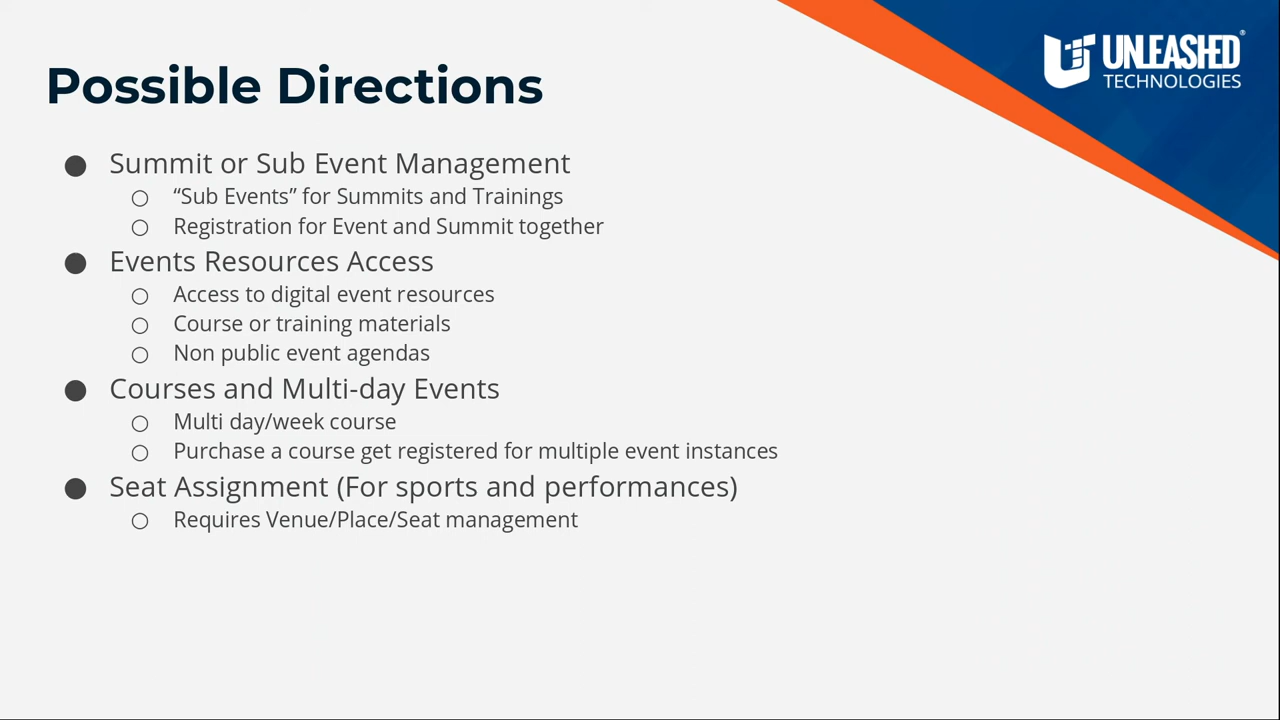 UNLEASHED®
TECHNOLOGIES
Possible Directions
● Summit or Sub Event Management
○ “Sub Events” for Summits and Trainings
○ Registration for Event and Summit together
● Events Resources Access
○ Access to digital event resources
○ Course or training materials
○ Non public event agendas
● Courses and Multi-day Events
○ Multi day/week course
○ Purchase a course get registered for multiple event instances
● Seat Assignment (For sports and performances)
○ Requires Venue/Place/Seat management